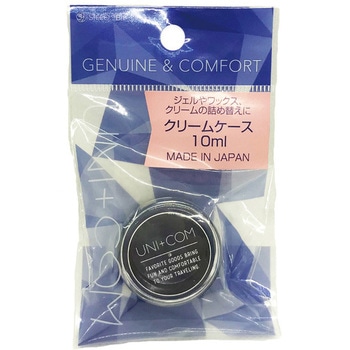 GENUINE & COMFORT
ジェルやワックス、
クリームの詰め替えに
クリームケース
10ml
MADE IN JAPAN
UNI+COM
FAVORITE GOODS BRING
FUN AND COMFORTABLE
TO YOUR TRAVELING
UNI+COM